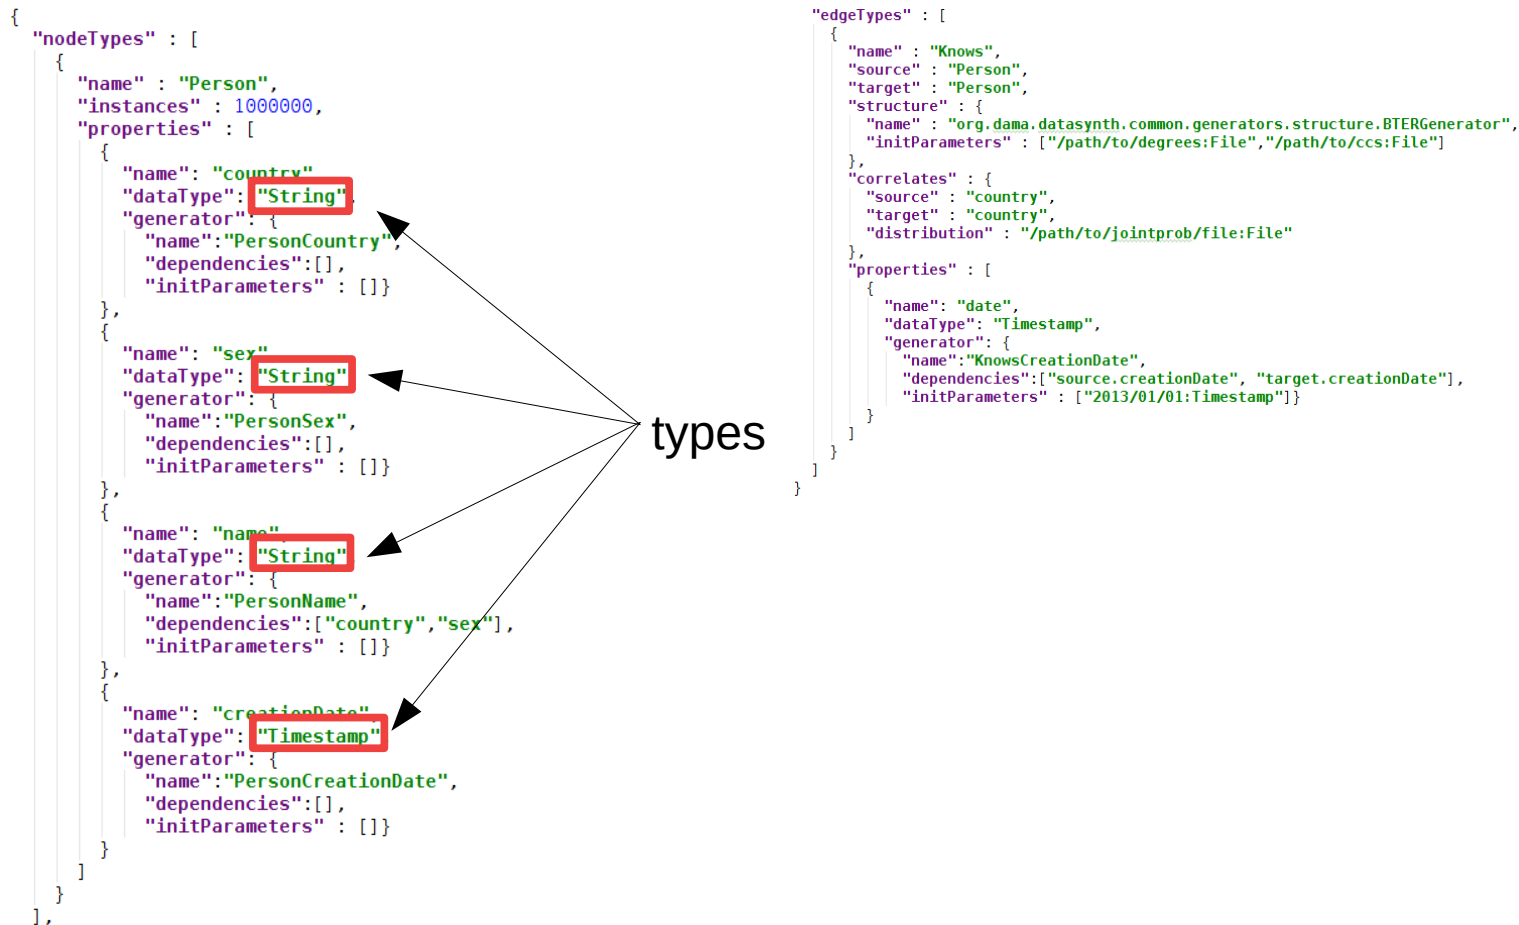 {
"nodeTypes" : [
{
"name" : "Person",
"instances" : 1000000,
"properties" : [
{
"name": "country"
"dataType": "String",
"generator": {
"name":"PersonCountry",
"dependencies":[],
"initParameters" : []}
},
{
"name": "sex"
"dataType": "String"
"generator": {
"name":"PersonSex",
"dependencies":[],
"initParameters" : []}
},
{
"name": "name",
"dataType": "String"
"generator": {
"name":"PersonName",
"dependencies":["country","sex"],
"initParameters" : []}
},
{
"name": "creationDate",
"dataType": "Timestamp"
"generator": {
"name":"PersonCreationDate",
"dependencies":[],
"initParameters" : []}
}
]
}
],
types
"edgeTypes" : [
{
"name" : "Knows",
"source" : "Person",
"target" : "Person",
"structure" : {
"name" : "org.dama.datasynth.common.generators.structure.BTERGenerator",
"initParameters" : ["/path/to/degrees:File","/path/to/ccs:File"]
},
"correlates" : {
"source" : "country",
"target" : "country",
"distribution" : "/path/to/jointprob/file:File"
},
"properties" : [
{
"name": "date",
"dataType": "Timestamp",
"generator": {
"name":"KnowsCreationDate",
"dependencies":["source.creationDate", "target.creationDate"],
"initParameters" : ["2013/01/01:Timestamp"]}
}
]
}
]
}